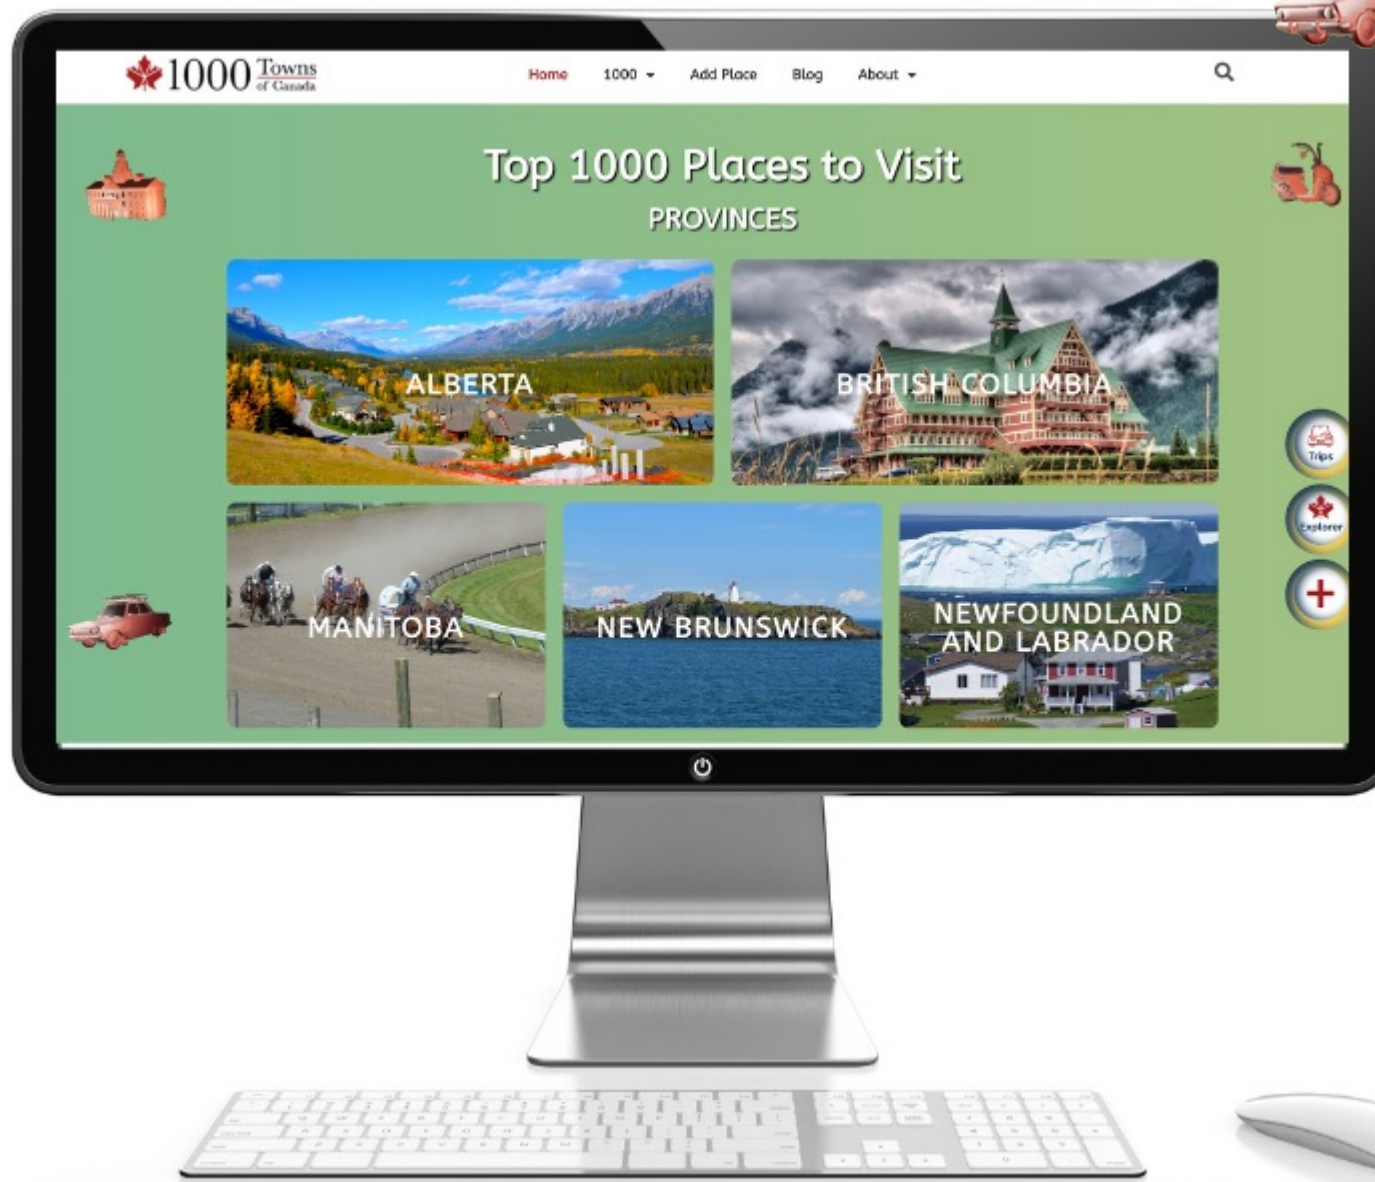 1000 Towns
of Canada
Home 1000 Add Place Blog About
Top 1000 Places to Visit
PROVINCES
ALBERTA
BRITISH COLUMBIA
Trips
Explorer
MANITOBA
NEW BRUNSWICK
NEWFOUNDLAND
AND LABRADOR